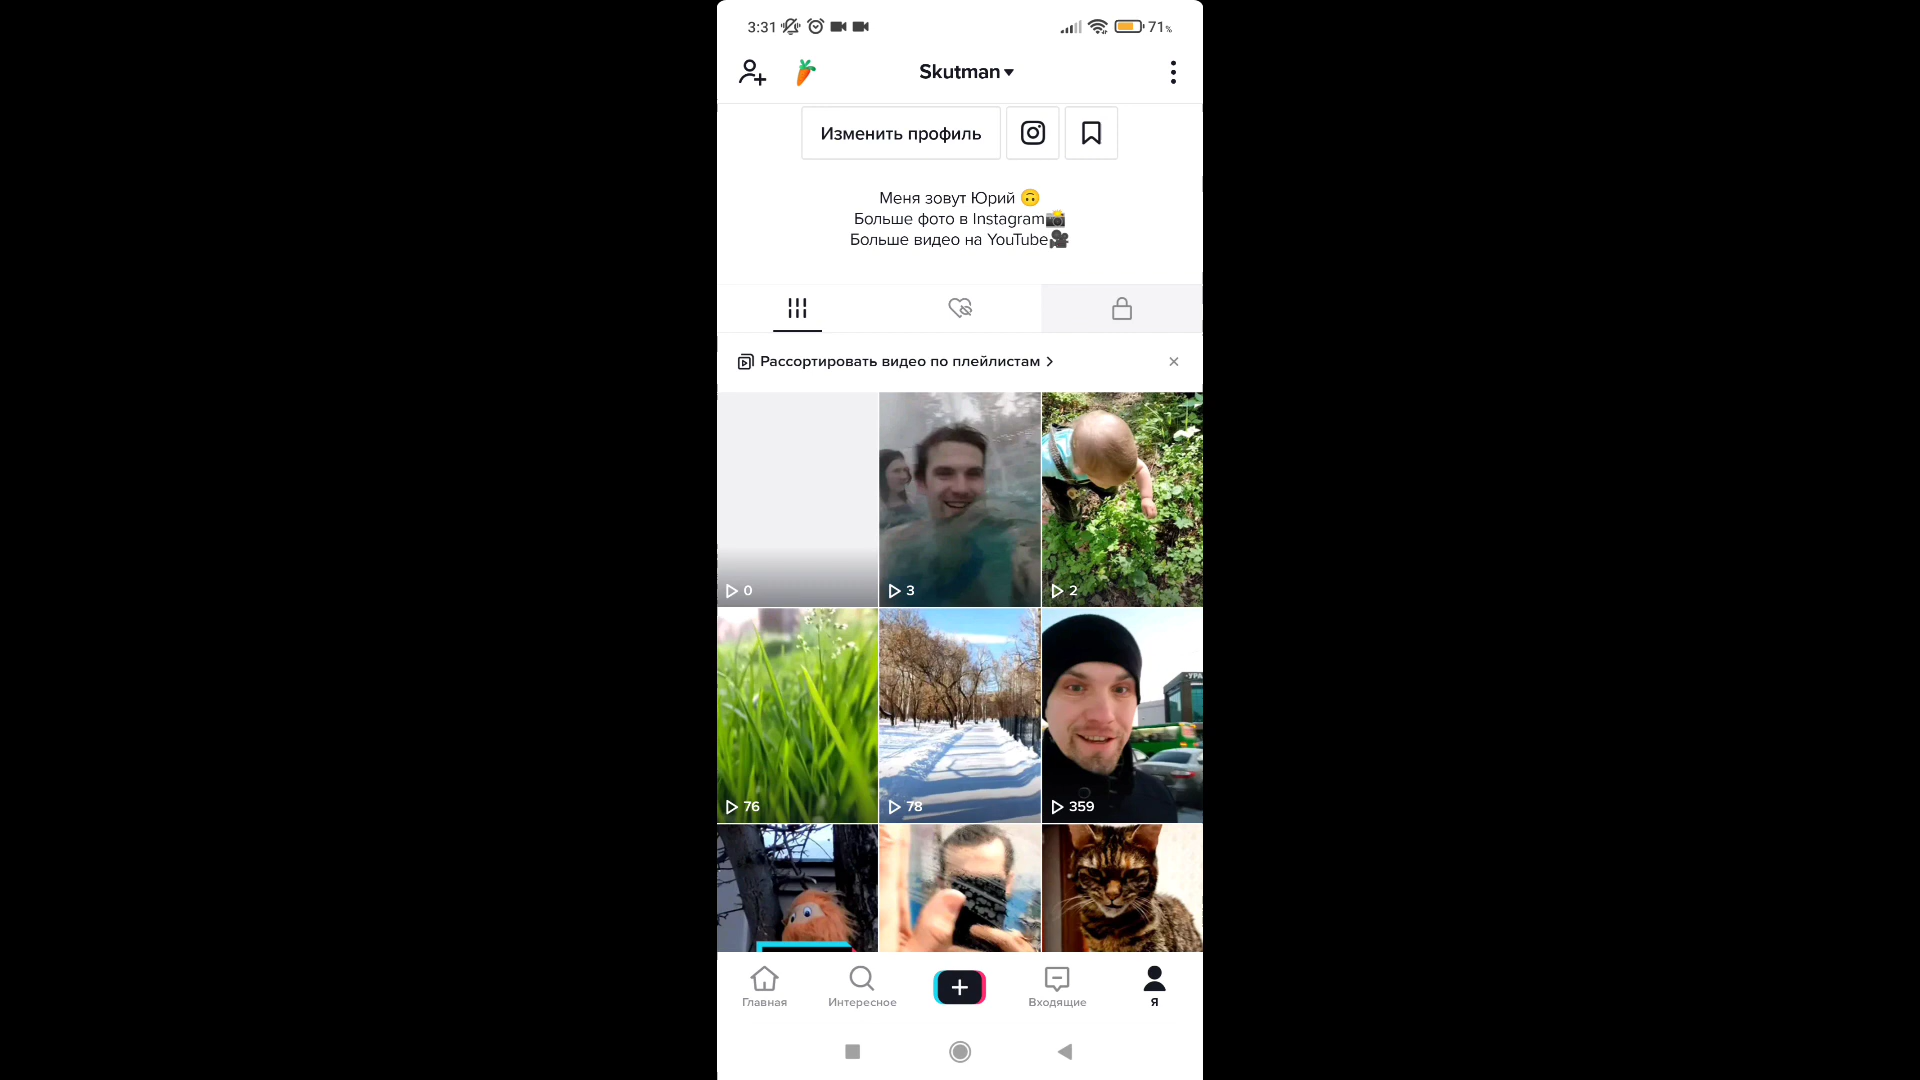 3:31
71%
Skutman
Изменить профиль
Меня зовут Юрий 🙃
Больше фото в Instagram📸
Больше видео на YouTube🎥
Рассортировать видео по плейлистам
0
3
2
76
78
УРА
359
Главная
Интересное
Входящие
Я